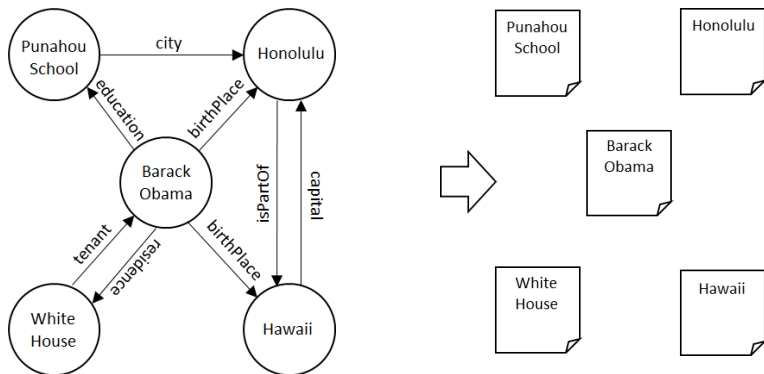 Punahou
School
city
Honolulu
education
birthPlace
Barack
Obama
isPartOf
capital
tenant
residence
birthPlace
White
House
Hawaii
Punahou
School
Honolulu
Barack
Obama
White
House
Hawaii